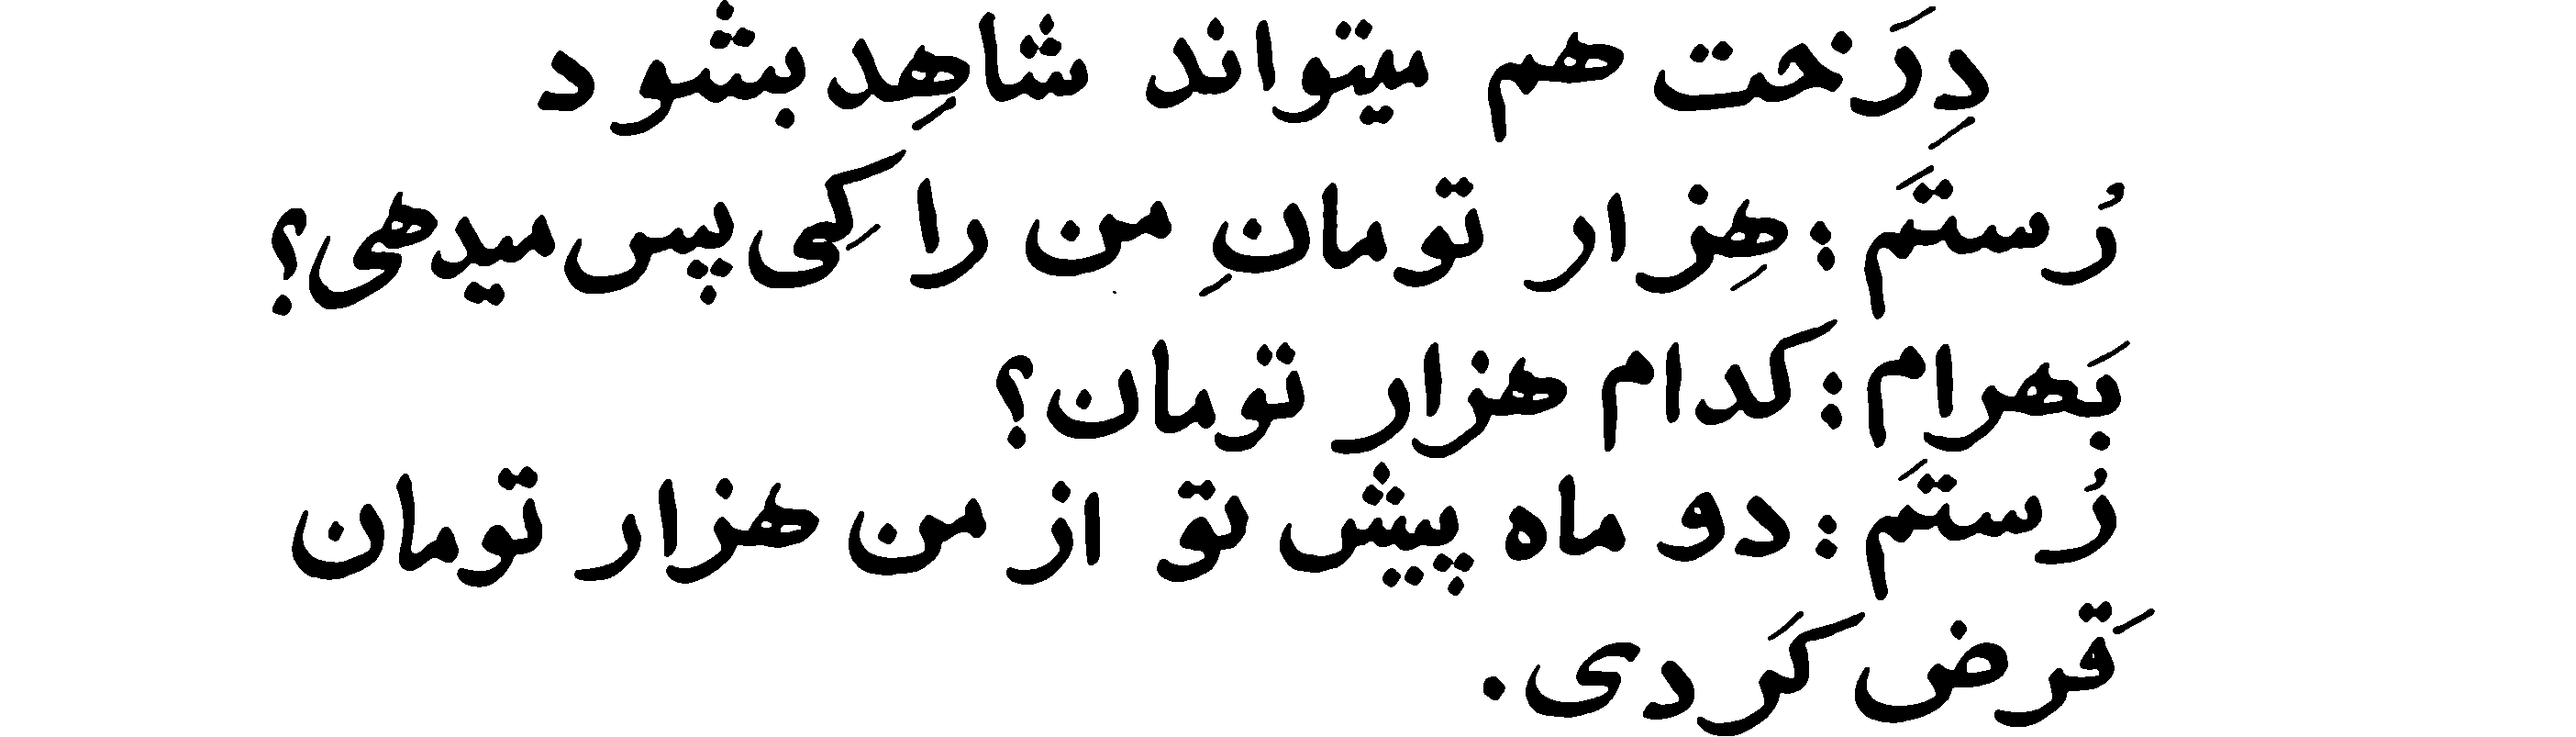 دِرَخت هم میتواند شاهِد بشود
رُستَم : هِزار تومانِ من را کِی پس میدهی؟
بَهرام : کدام هزار تومان؟
رُستَم : دو ماه پیش تو از من هزار تومان
قَرض کَردی.